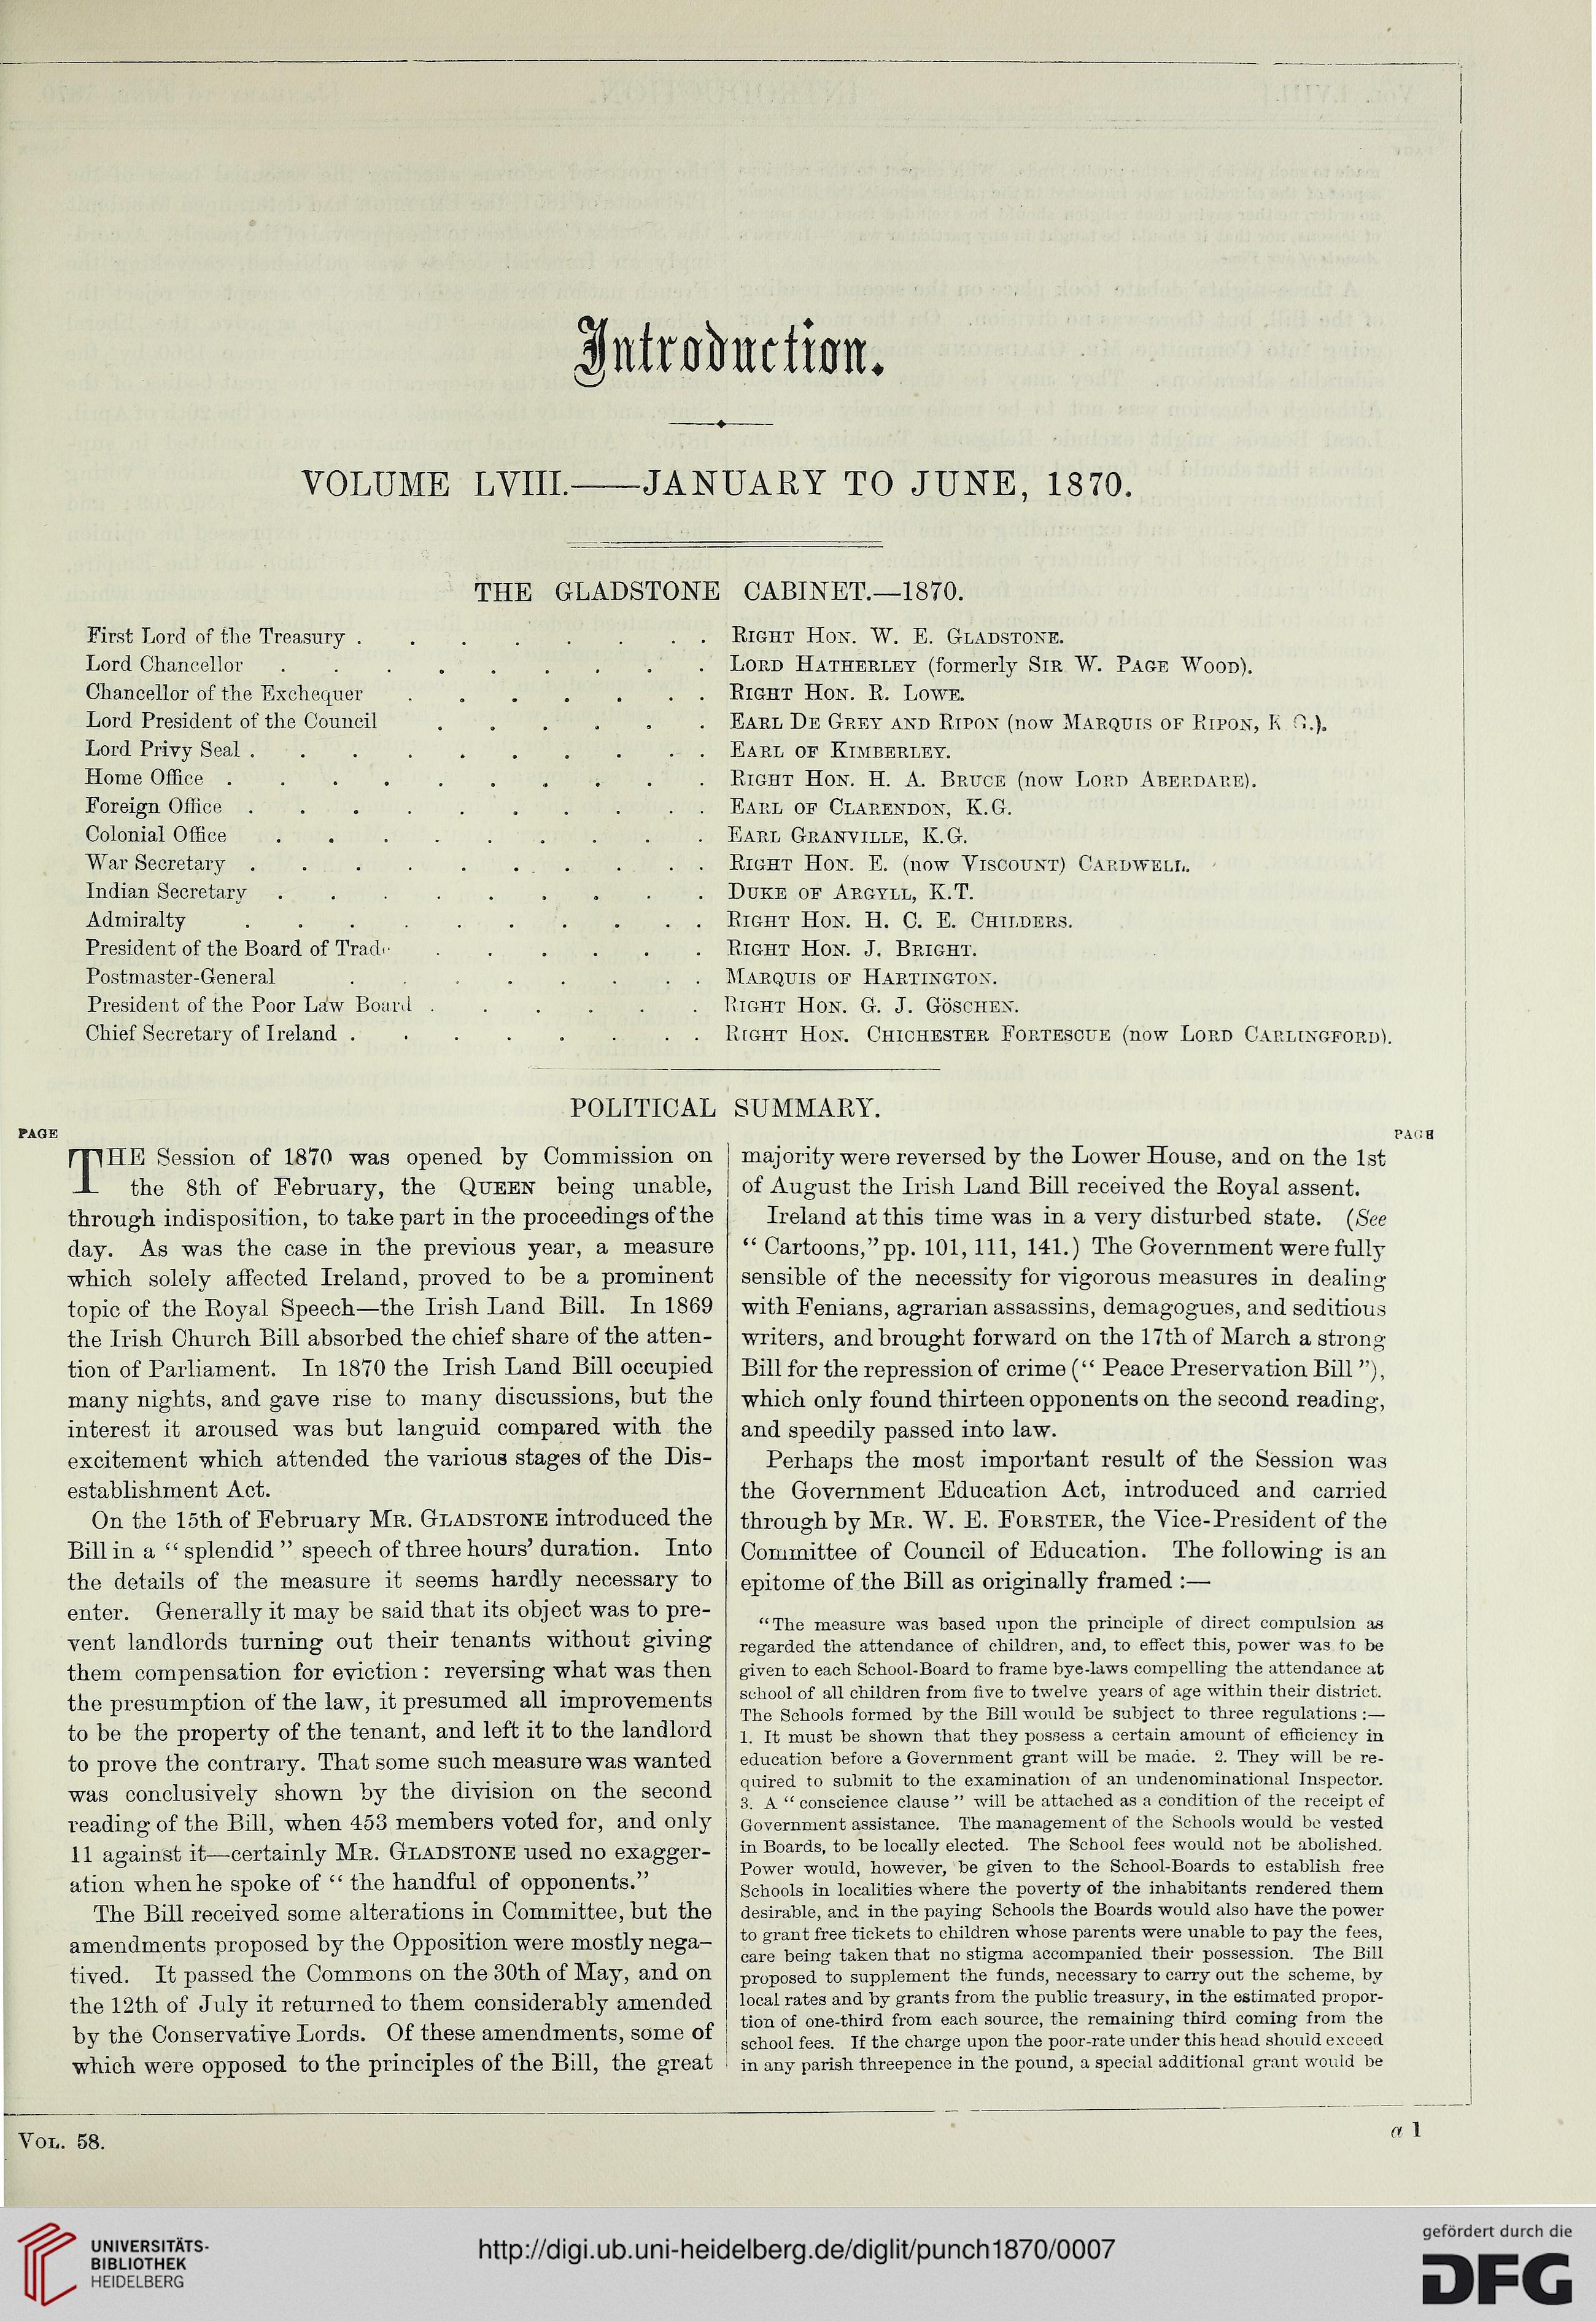 Introduction.
VOLUME LVIII.——JANUARY TO JUNE, 1870.
THE GLADSTONE CABINET.—1870.
First Lord of the Treasury . . . . . . . . RIGHT HON. W. E. GLADSTONE.
Lord Chancellor . . . . . . . . . LORD HATHERLEY (formerly SIR W. PAGE WOOD).
Chancellor of the Exchequer . . . . . . . RIGHT HON. R. LOWE.
Lord President of the Council . . . . . . EARL DE GREY AND RIPON (now MARQUIS OF RIPON, K G.).
Lord Privy Seal . . . . . . . . . . EARL OF KIMBERLEY.
Home Office . . . . . . . . . . RIGHT HON. H. A. BRUCE (now LORD ABERDARE).
Foreign Office . . . . . . . . . . EARL OF CLARENDON, K.G.
Colonial Office . . . . . . . . . EARL GRANVILLE, K.G.
War Secretary . . . . . . . . . . RIGHT HON. E. (now VISCOUNT) CARDWELL.
Indian Secretary . . . . . . . . . DUKE OF ARGYLL, K.T.
Admiralty . . . . . . . . . . RIGHT HON. H. C. E. CHILDERS.
President of the Board of Trade . . . . . . RIGHT HON. J. BRIGHT.
Postmaster-General . . . . . . . . MARQUIS OF HARTINGTON.
President of the Poor Law Board . . . . . . RIGHT HON. G. J. GÖSCHEN.
Chief Secretary of Ireland . . . . . . . . RIGHT HON. CHICHESTER FORTESCUE (now LORD CARLINGFORD).
POLITICAL SUMMARY.
PAGE
THE Session of 1870 was opened by Commission on
the 8th of February, the QUEEN being unable,
through indisposition, to take part in the proceedings of the
day. As was the case in the previous year, a measure
which solely affected Ireland, proved to be a prominent
topic of the Royal Speech—the Irish Land Bill. In 1869
the Irish Church Bill absorbed the chief share of the atten-
tion of Parliament. In 1870 the Irish Land Bill occupied
many nights, and gave rise to many discussions, but the
interest it aroused was but languid compared with the
excitement which attended the various stages of the Dis-
establishment Act.
On the 15th of February MR. GLADSTONE introduced the
Bill in a “splendid” speech of three hours’ duration. Into
the details of the measure it seems hardly necessary to
enter. Generally it may be said that its object was to pre-
vent landlords turning out their tenants without giving
them compensation for eviction: reversing what was then
the presumption of the law, it presumed all improvements
to be the property of the tenant, and left it to the landlord
to prove the contrary. That some such measure was wanted
was conclusively shown by the division on the second
reading of the Bill, when 453 members voted for, and only
11 against it—certainly MR. GLADSTONE used no exagger-
ation when he spoke of “the handful of opponents.”
The Bill received some alterations in Committee, but the
amendments proposed by the Opposition were mostly nega-
tived. It passed the Commons on the 30th of May, and on
the 12th of July it returned to them considerably amended
by the Conservative Lords. Of these amendments, some of
which were opposed to the principles of the Bill, the great
PAGE
majority were reversed by the Lower House, and on the 1st
of August the Irish Land Bill received the Royal assent.
Ireland at this time was in a very disturbed state. (See
“Cartoons,” pp. 101, 111, 141.) The Government were fully
sensible of the necessity for vigorous measures in dealing
with Fenians, agrarian assassins, demagogues, and seditious
writers, and brought forward on the 17th of March a strong
Bill for the repression of crime (“Peace Preservation Bill”),
which only found thirteen opponents on the second reading,
and speedily passed into law.
Perhaps the most important result of the Session was
the Government Education Act, introduced and carried
through by MR. W. E. FORSTER, the Vice-President of the
Committee of Council of Education. The following is an
epitome of the Bill as originally framed :—
“The measure was based upon the principle of direct compulsion as
regarded the attendance of children, and, to effect this, power was to be
given to each School-Board to frame bye-laws compelling the attendance at
school of all children from five to twelve years of age within their district.
The Schools formed by the Bill would be subject to three regulations :—
1. It must be shown that they possess a certain amount of efficiency in
education before a Government grant will be made. 2. They will be re-
quired to submit to the examination of an undenominational Inspector.
3. A “conscience clause” will be attached as a condition of the receipt of
Government assistance. The management of the Schools would be vested
in Boards, to be locally elected. The School fees would not be abolished.
Power would, however, be given to the School-Boards to establish free
Schools in localities where the poverty of the inhabitants rendered them
desirable, and in the paying Schools the Boards would also have the power
to grant free tickets to children whose parents were unable to pay the fees,
care being taken that no stigma accompanied their possession. The Bill
proposed to supplement the funds, necessary to carry out the scheme, by
local rates and by grants from the public treasury, in the estimated propor-
tion of one-third from each source, the remaining third coming from the
school fees. If the charge upon the poor-rate under this head should exceed
in any parish threepence in the pound, a special additional grant would be
VOL. 58.
a 1
UNIVERSITÄTS-
BIBLIOTHEK
HEIDELBERG
http://digi.ub.uni-heidelberg.de/diglit/punch1870/0007
gefördert durch die
DFG